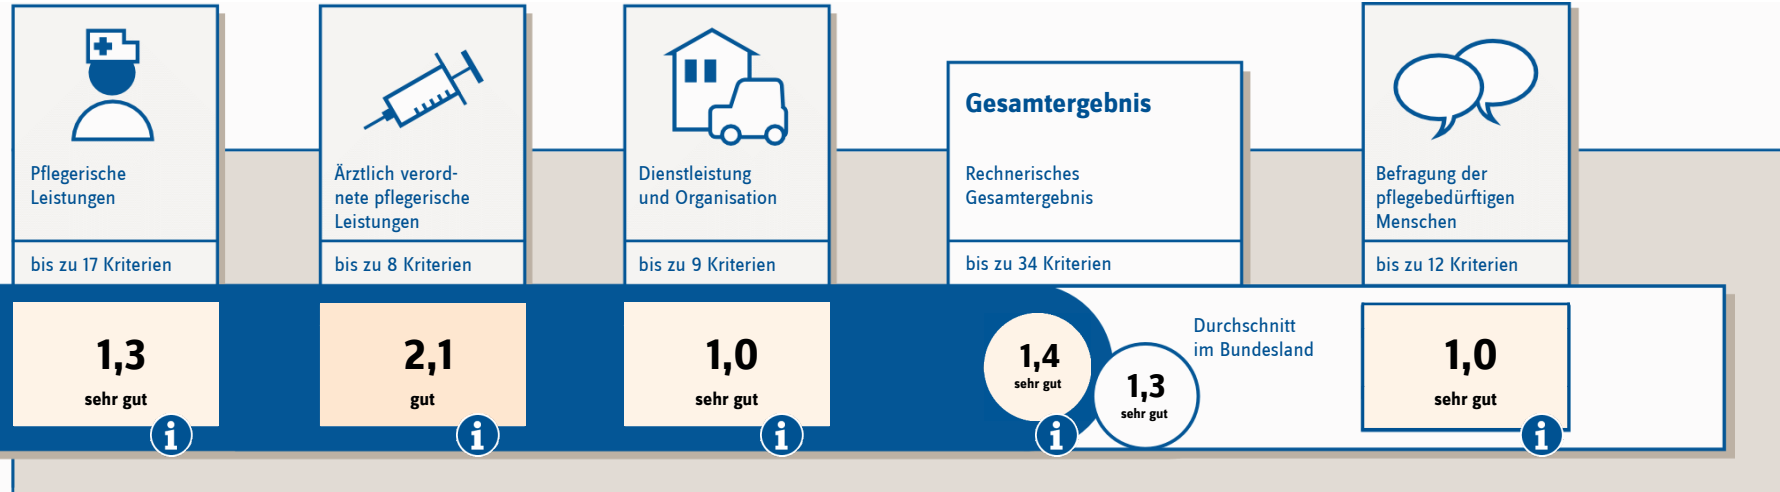 Pflegerische
Leistungen
bis zu 17 Kriterien
1,3
sehr gut
i
Ärztlich verord-
nete pflegerische
Leistungen
bis zu 8 Kriterien
2,1
gut
i
Dienstleistung
und Organisation
bis zu 9 Kriterien
1,0
sehr gut
i
Gesamtergebnis
Rechnerisches
Gesamtergebnis
bis zu 34 Kriterien
1,4
sehr gut
i
Durchschnitt
im Bundesland
1,3
sehr gut
Befragung der
pflegebedürftigen
Menschen
bis zu 12 Kriterien
1,0
sehr gut
i